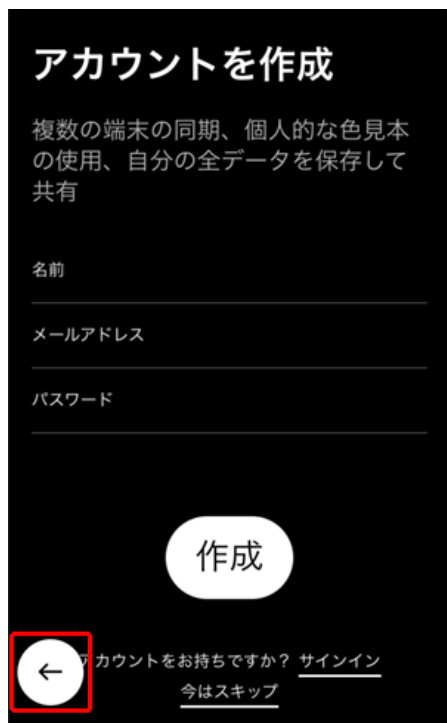 アカウントを作成
複数の端末の同期、個人的な色見本
の使用、自分の全データを保存して
共有
名前
メールアドレス
パスワード
作成
カウントをお持ちですか？ サインイン
今はスキップ